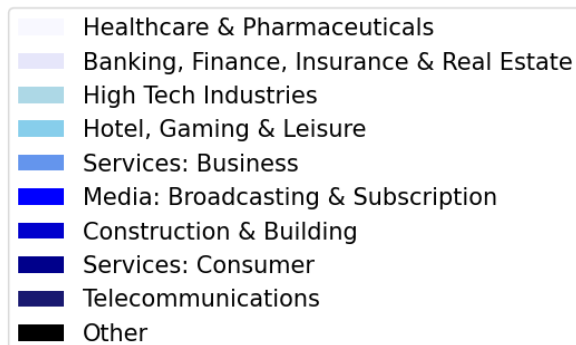 Healthcare & Pharmaceuticals
Banking, Finance, Insurance & Real Estate
High Tech Industries
Hotel, Gaming & Leisure
Services: Business
Media: Broadcasting & Subscription
Construction & Building
Services: Consumer
Telecommunications
Other